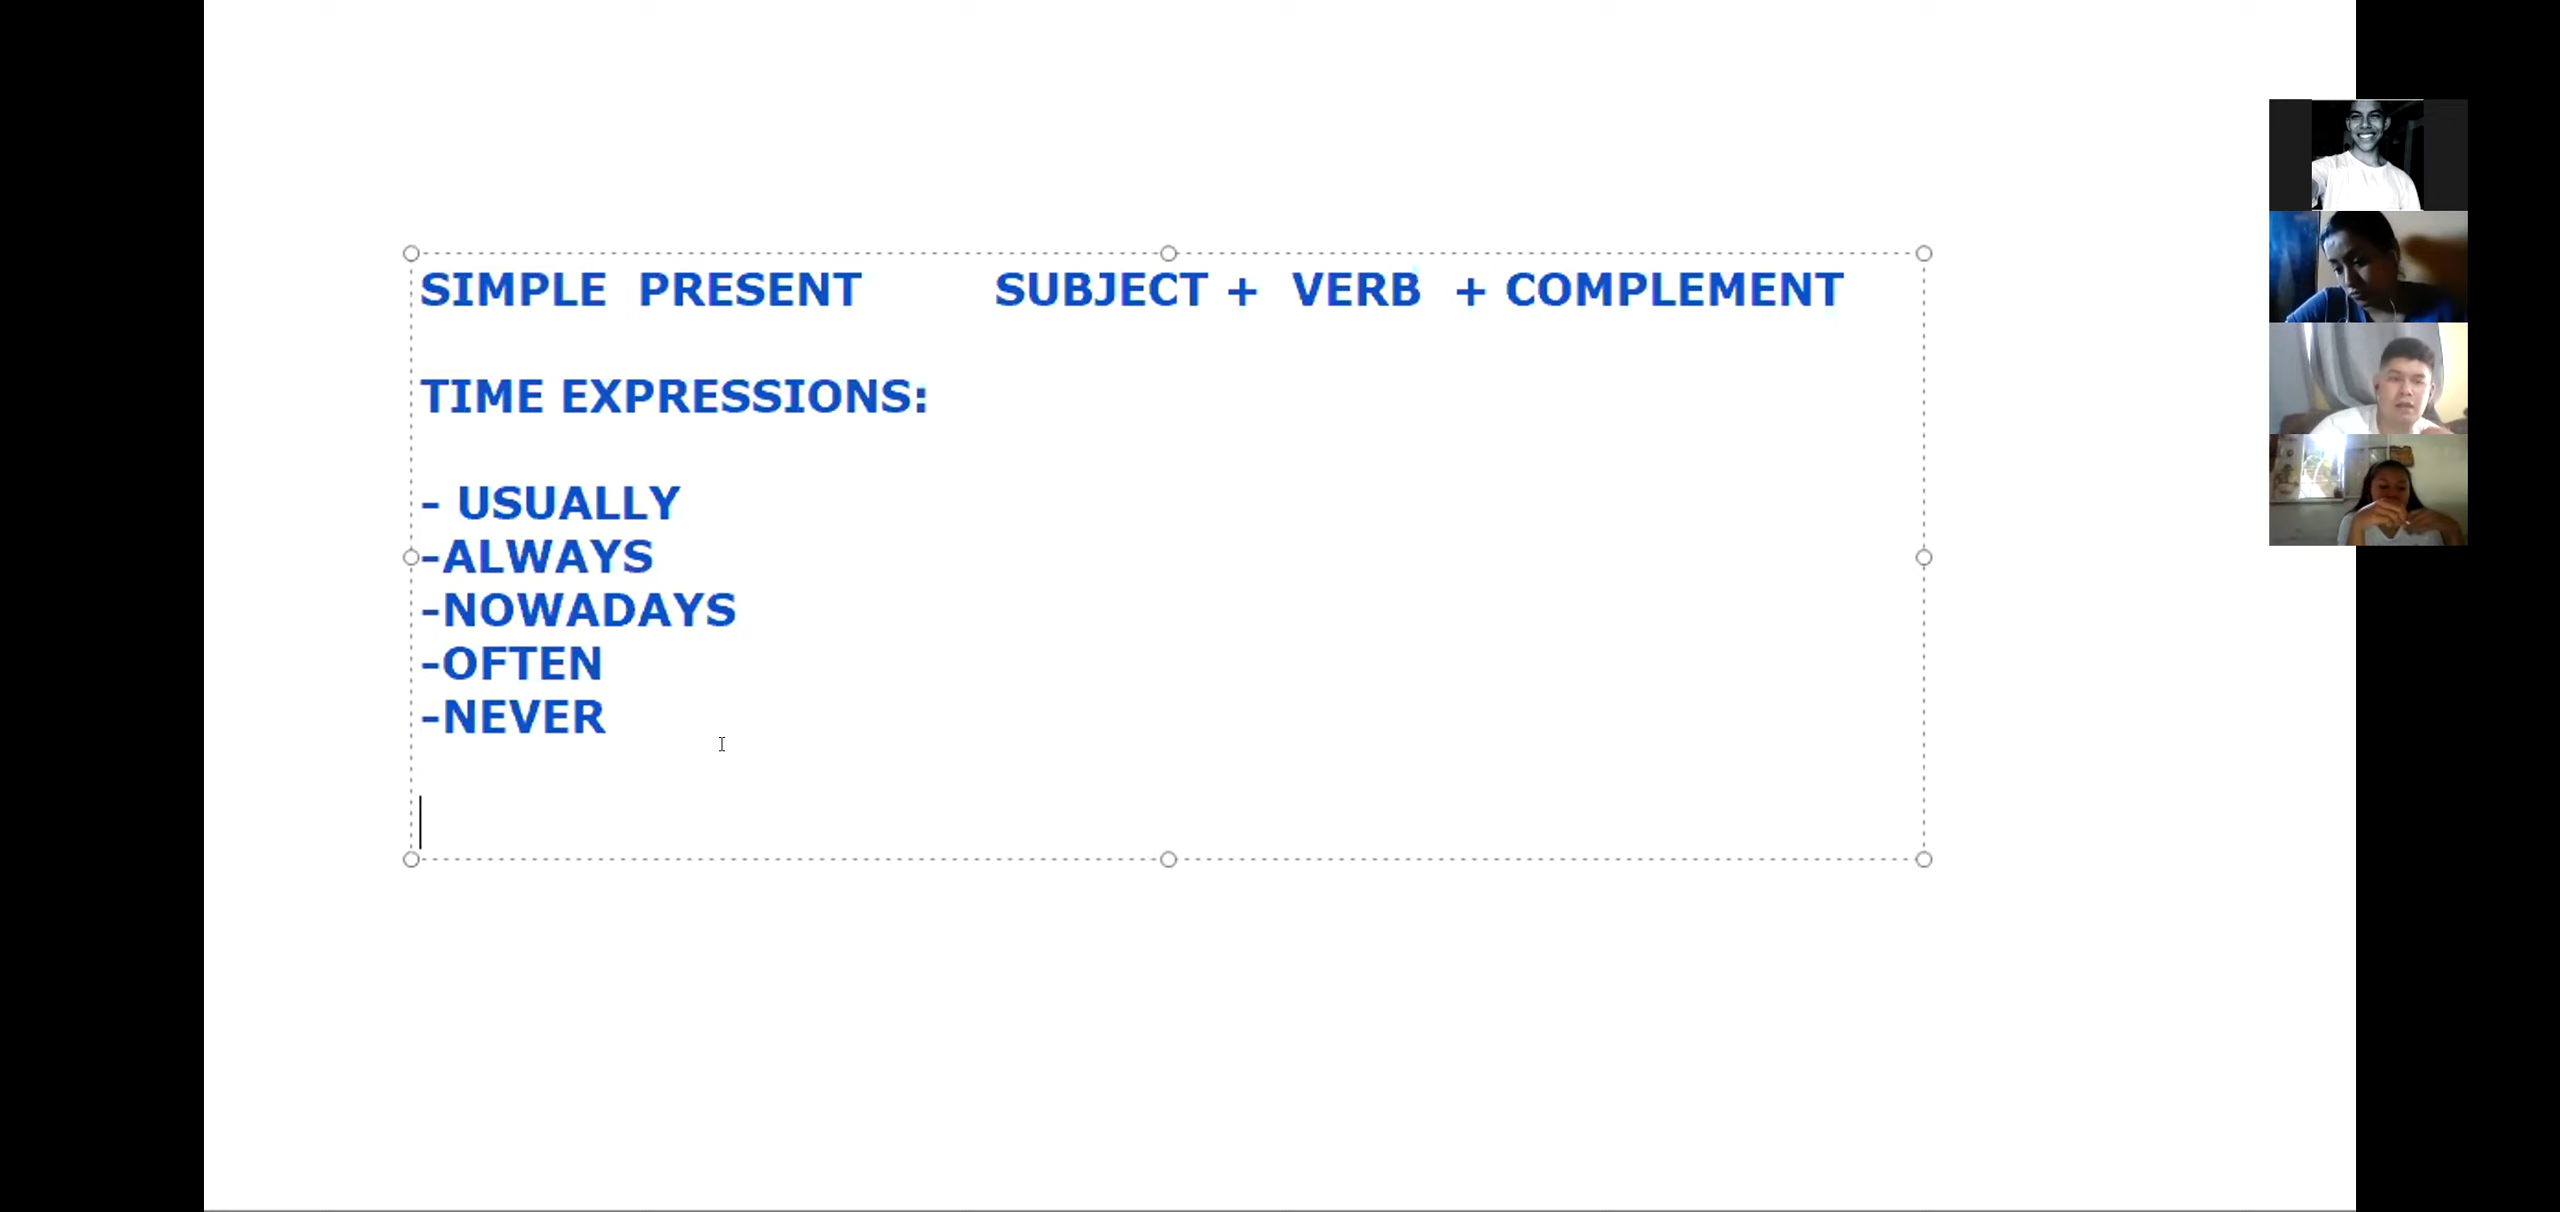 SIMPLE PRESENT SUBJECT + VERB + COMPLEMENT
TIME EXPRESSIONS:
- USUALLY
-ALWAYS
-NOWADAYS
-OFTEN
-NEVER